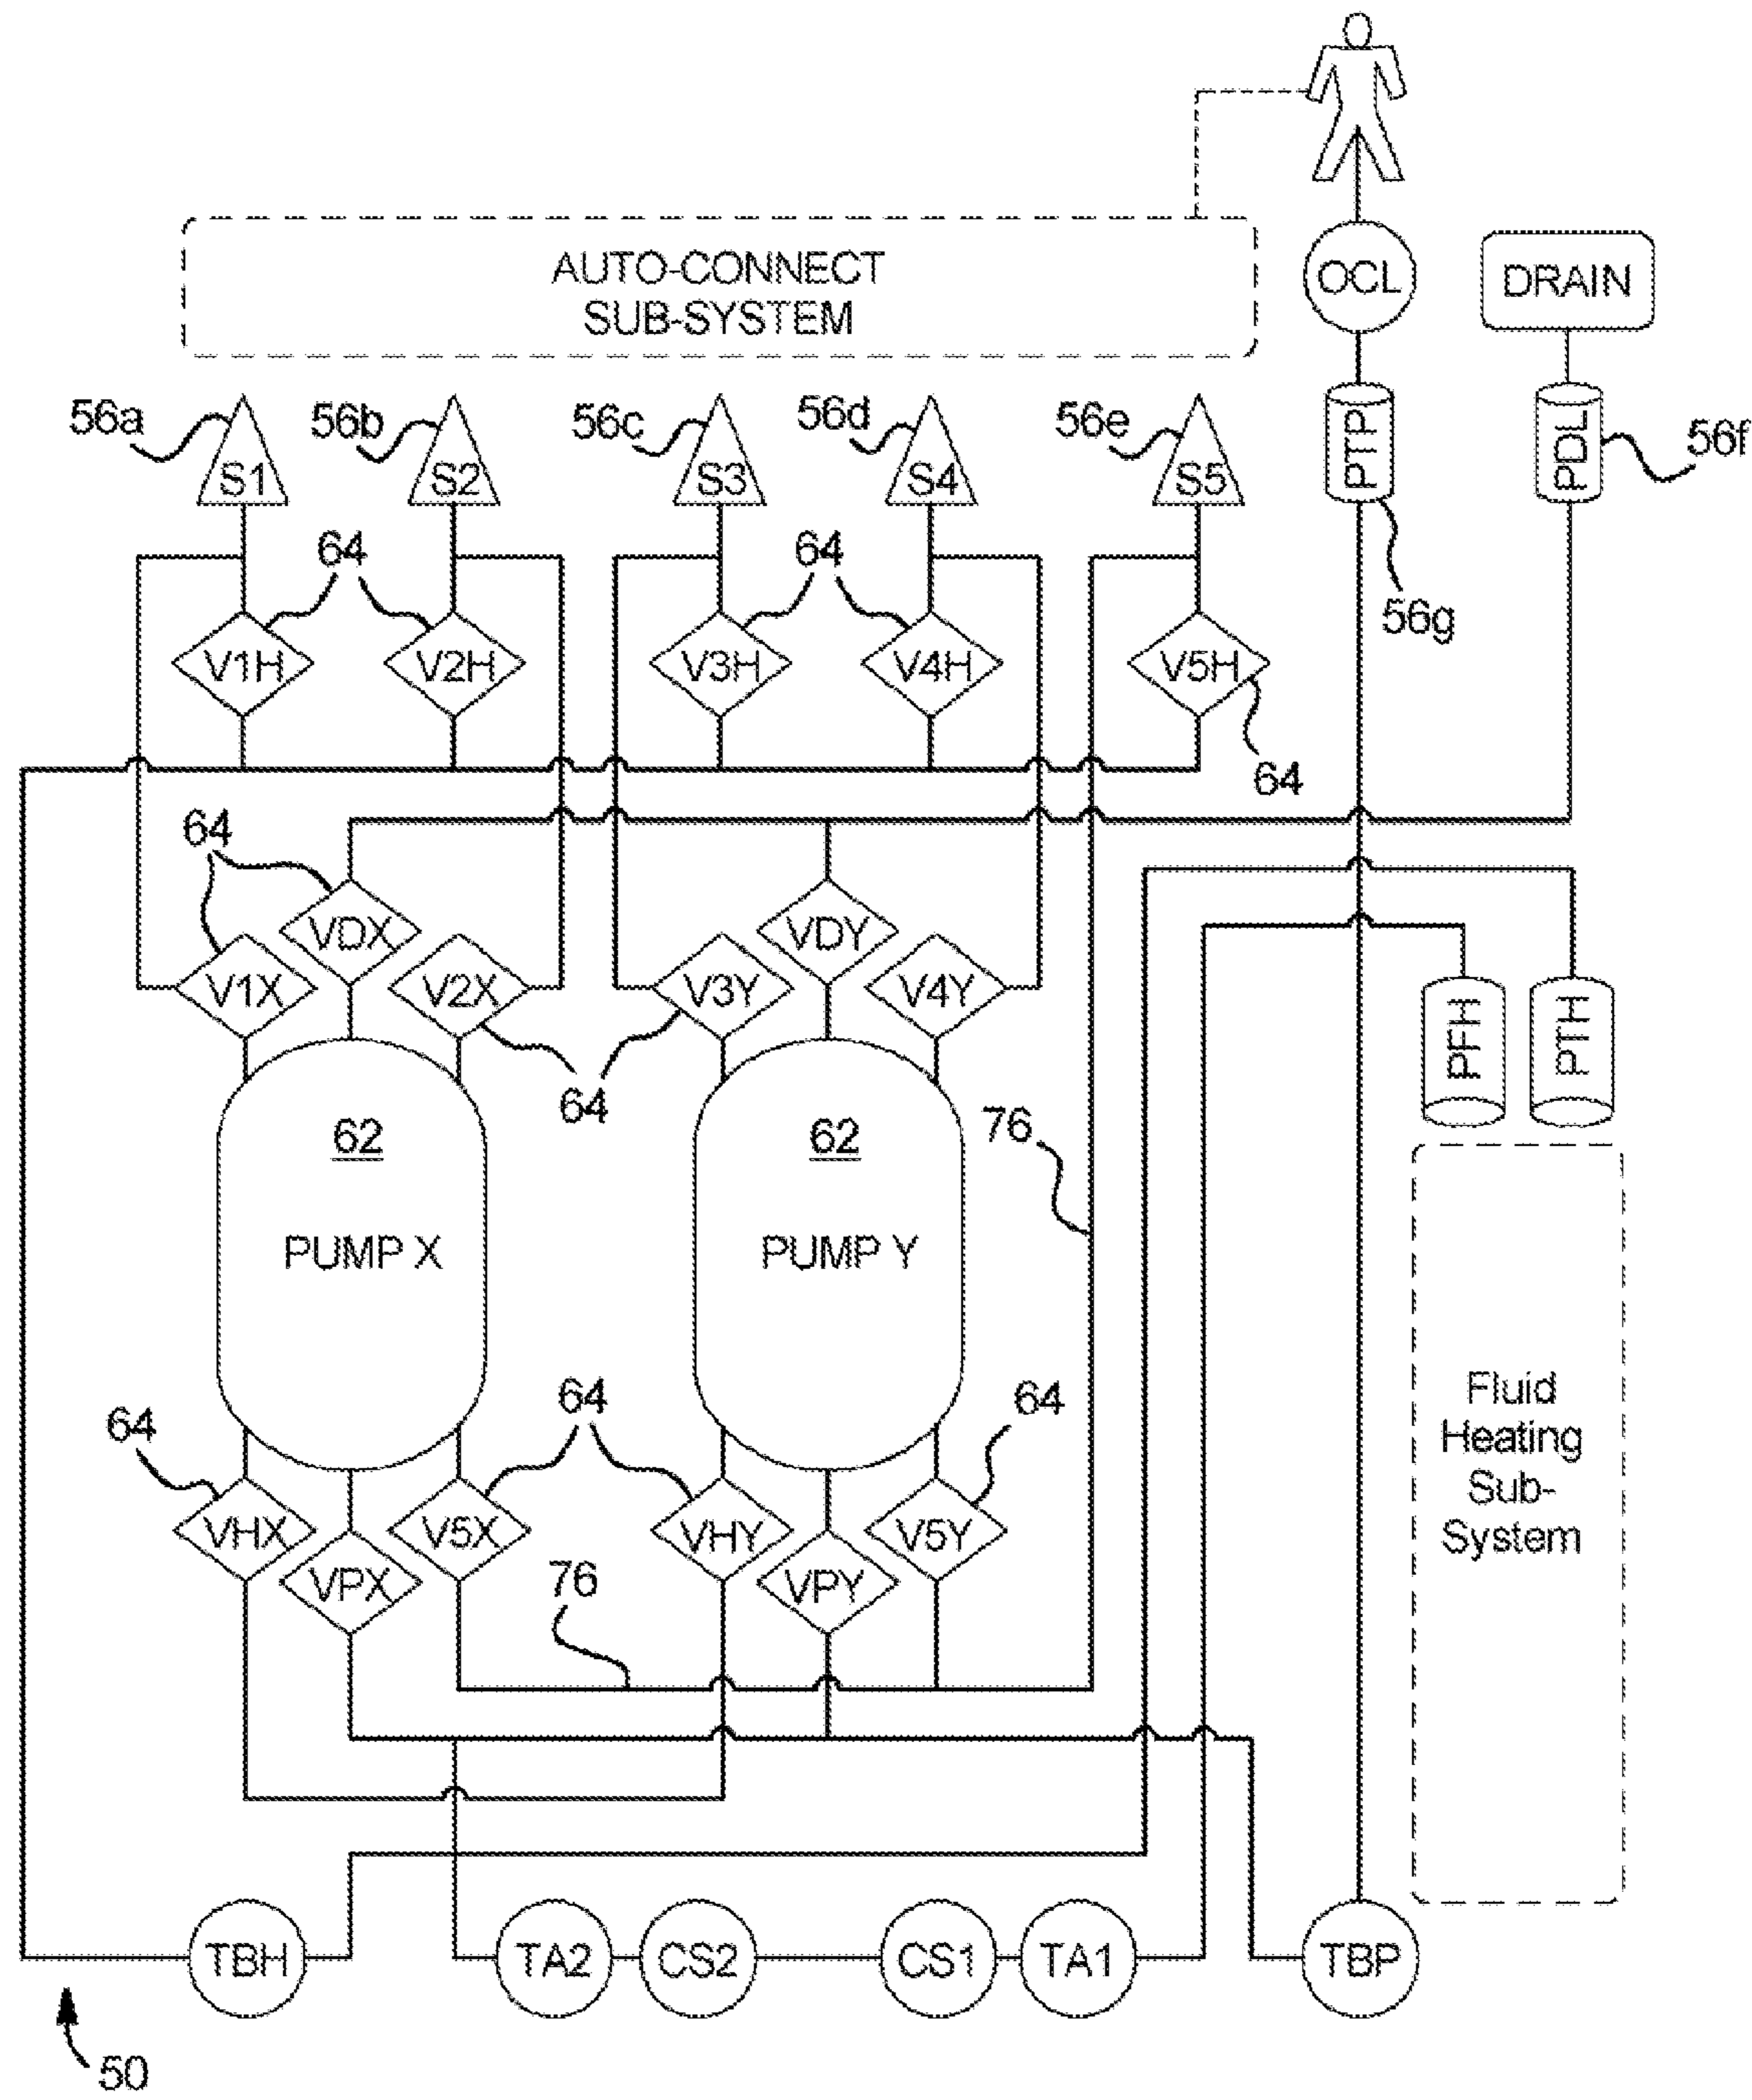 AUTO-CONNECT
SUB-SYSTEM
OCL
DRAIN
56a
56b
56c
56d
56e
S1
S2
S3
S4
S5
PTP
PDL
56f
64
64
56g
V1H
V2H
V3H
V4H
V5H
64
64
VDX
VDY
V1X
V2X
V3Y
V4Y
PFH
PTH
64
62
62
76
PUMP X
PUMP Y
64
64
64
Fluid
Heating
Sub-
System
VHX
V5X
VHY
V5Y
VPX
VPY
76
TBH
TA2
CS2
CS1
TA1
TBP
50